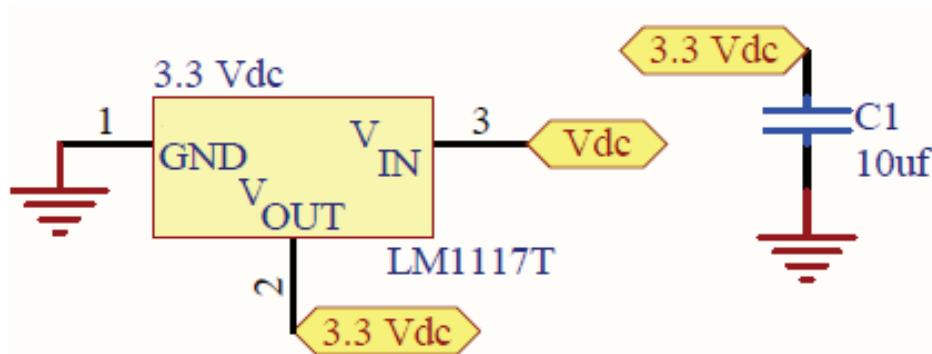 3.3 Vdc
1
GND
V
IN
3
Vdc
V
OUT
LM1117T
2
3.3 Vdc
3.3 Vdc
C1
10uf